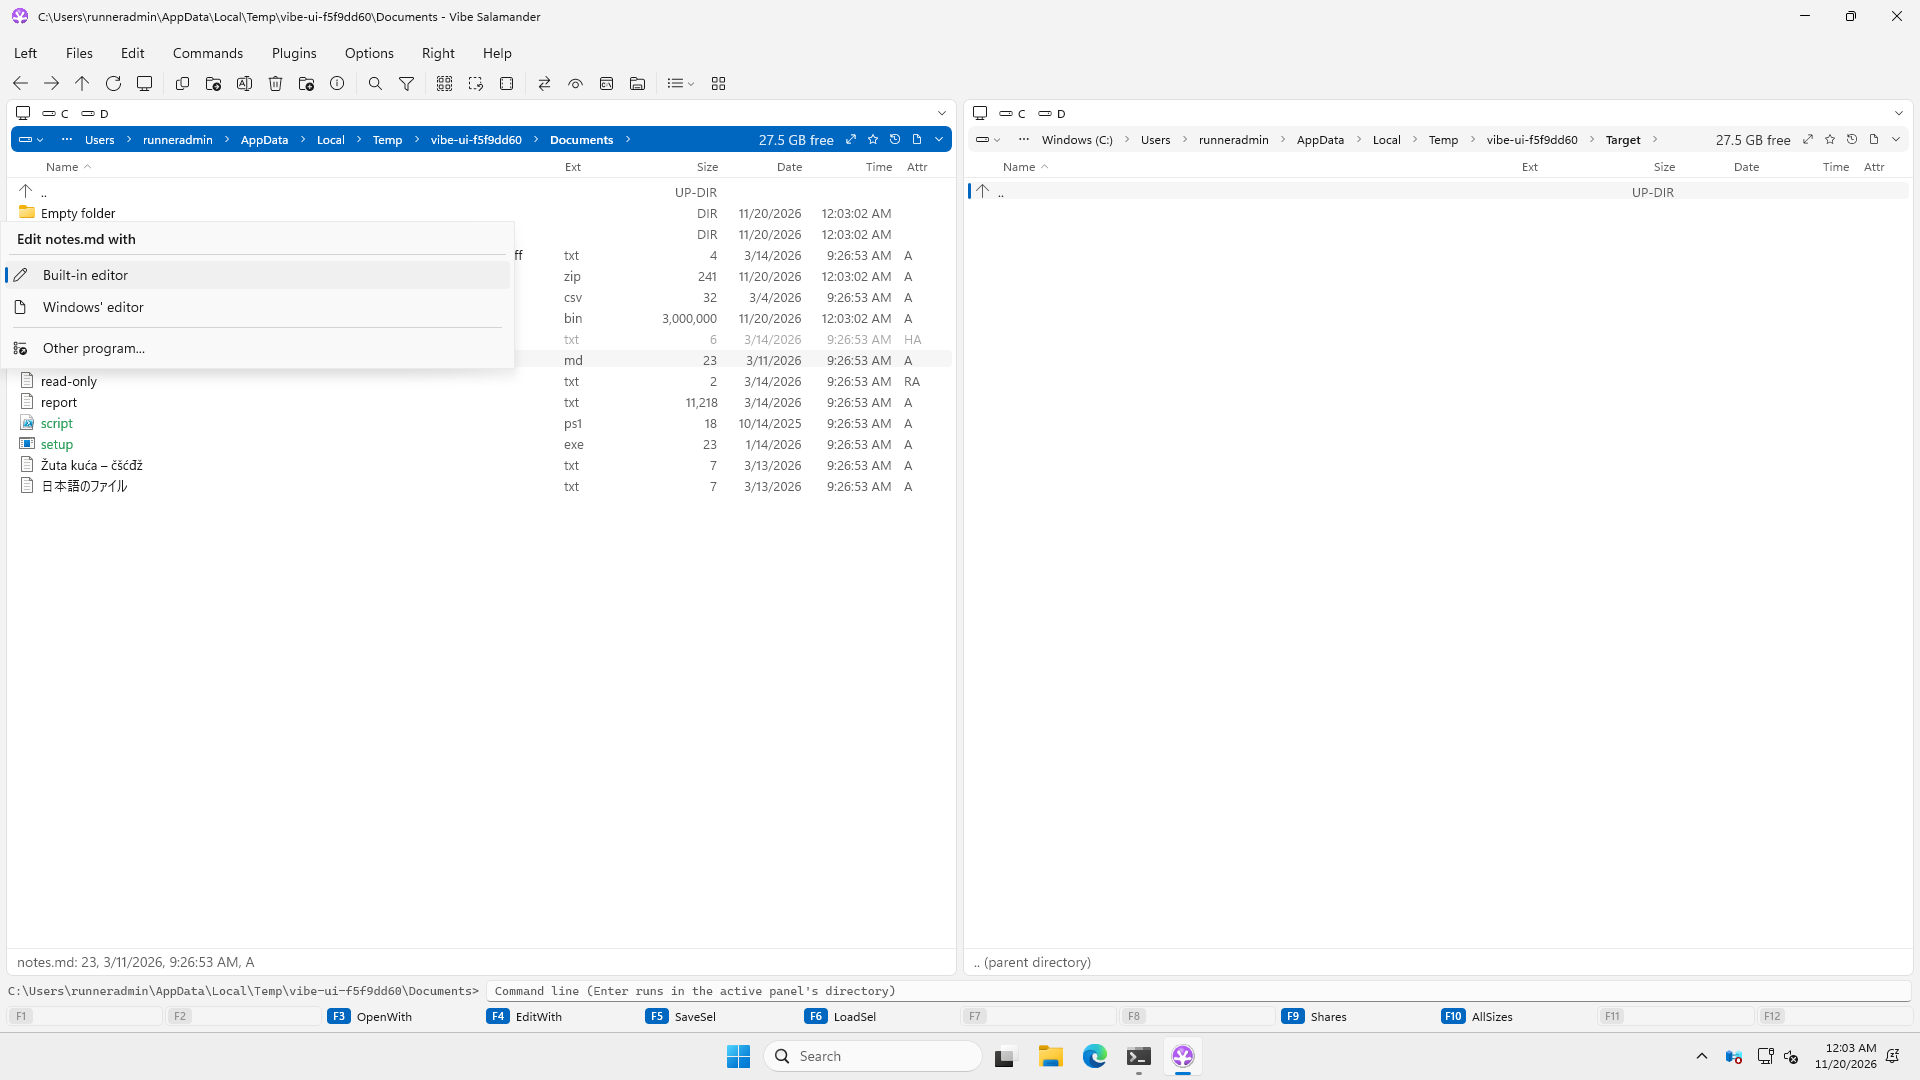 C:\Users\runneradmin\AppData\Local\Temp\vibe-ui-f5f9dd60\Documents - Vibe Salamander
Left Files Edit Commands Plugins Options Right Help
C D
Users runneradmin AppData Local Temp vibe-ui-f5f9dd60 Documents 27.5 GB free
Name Ext Size Date Time Attr
.. UP-DIR
Empty folder DIR 11/20/2026 12:03:02 AM
DIR 11/20/2026 12:03:02 AM
ff txt 4 3/14/2026 9:26:53 AM A
zip 241 11/20/2026 12:03:02 AM A
csv 32 3/4/2026 9:26:53 AM A
bin 3,000,000 11/20/2026 12:03:02 AM A
txt 6 3/14/2026 9:26:53 AM HA
md 23 3/11/2026 9:26:53 AM A
Edit notes.md with
Built-in editor
Windows' editor
Other program...
read-only txt 2 3/14/2026 9:26:53 AM RA
report txt 11,218 3/14/2026 9:26:53 AM A
script ps1 18 10/14/2025 9:26:53 AM A
setup exe 23 1/14/2026 9:26:53 AM A
Žuta kuća – čšćđž txt 7 3/13/2026 9:26:53 AM A
日本語のファイル txt 7 3/13/2026 9:26:53 AM A
notes.md: 23, 3/11/2026, 9:26:53 AM, A
C D
Windows (C:) Users runneradmin AppData Local Temp vibe-ui-f5f9dd60 Target 27.5 GB free
Name Ext Size Date Time Attr
.. UP-DIR
.. (parent directory)
C:\Users\runneradmin\AppData\Local\Temp\vibe-ui-f5f9dd60\Documents> Command line (Enter runs in the active panel's directory)
F1 F2 F3 OpenWith F4 EditWith F5 SaveSel F6 LoadSel F7 F8 F9 Shares F10 AllSizes F11 F12
Search
12:03 AM
11/20/2026